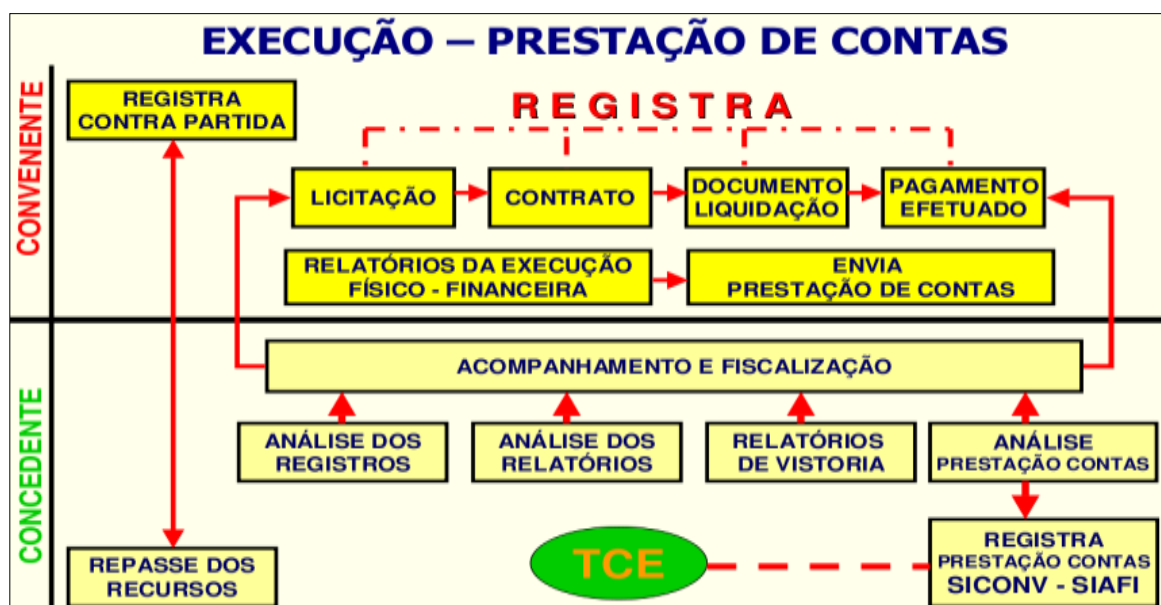 EXECUÇÃO – PRESTAÇÃO DE CONTAS
CONVENENTE
REGISTRA
CONTRA PARTIDA
REGISTRA
LICITAÇÃO
CONTRATO
DOCUMENTO
LIQUIDAÇÃO
PAGAMENTO
EFETUADO
RELATÓRIOS DA EXECUÇÃO
FÍSICO - FINANCEIRA
ENVIA
PRESTAÇÃO DE CONTAS
CONCEDENTE
ACOMPANHAMENTO E FISCALIZAÇÃO
ANÁLISE DOS
REGISTROS
ANÁLISE DOS
RELATÓRIOS
RELATÓRIOS
DE VISTORIA
ANÁLISE
PRESTAÇÃO CONTAS
REPASSE DOS
RECURSOS
TCE
REGISTRA
PRESTAÇÃO CONTAS
SICONV - SIAFI